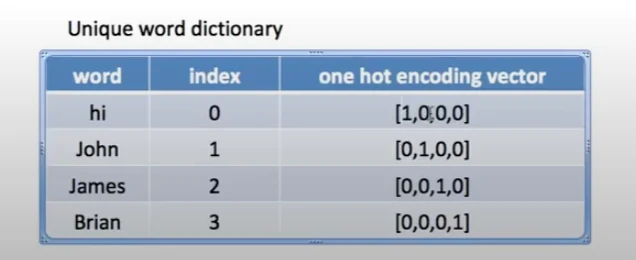 Unique word dictionary
word index one hot encoding vector
hi 0 [1,0,0,0]
John 1 [0,1,0,0]
James 2 [0,0,1,0]
Brian 3 [0,0,0,1]